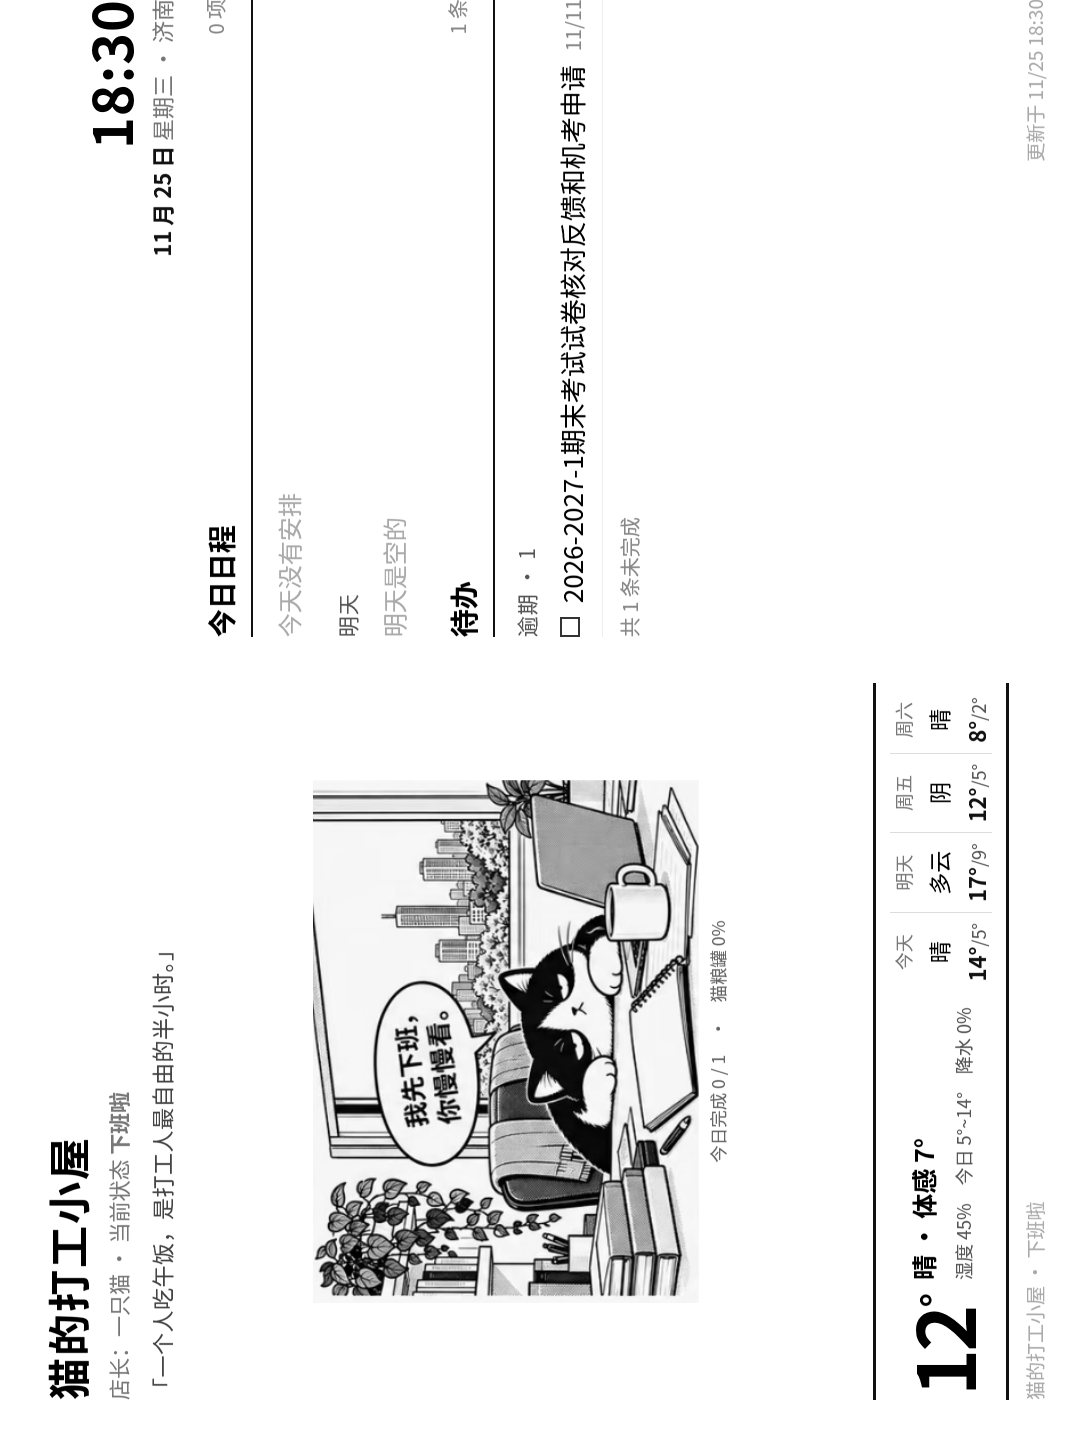 猫的打工小屋
店长：一只猫 · 当前状态 下班啦
「一个人吃午饭，是打工人最自由的半小时。」
我先下班，
你慢慢看。
今日完成 0 / 1 · 猫粮罐 0%
12° 晴 · 体感 7°
湿度 45% 今日 5°~14° 降水 0%
今天 明天 周五 周六
晴 多云 阴 晴
14°/5° 17°/9° 12°/5° 8°/2°
猫的打工小屋 · 下班啦
18:30
11 月 25 日 星期三 · 济南
今日日程 0 项
今天没有安排
明天
明天是空的
待办 1 条
逾期 · 1
2026-2027-1期末考试试卷核对反馈和机考申请 11/11
共 1 条未完成
更新于 11/25 18:30